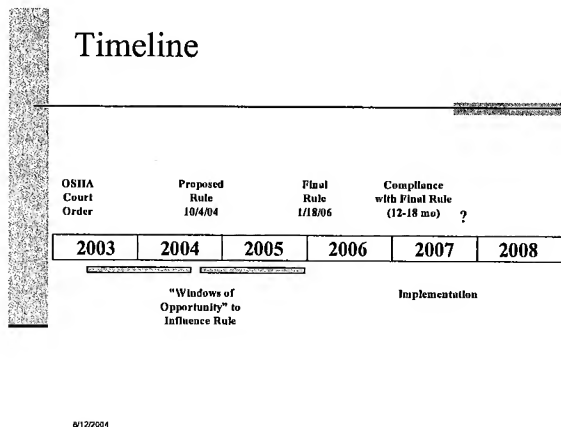 Timeline
OSHA
Court
Order
Proposed
Rule
10/4/04
Final
Rule
1/18/06
Compliance
with Final Rule
(12-18 mo)
?
2003 2004 2005 2006 2007 2008
"Windows of
Opportunity" to
Influence Rule
Implementation
8/12/2004